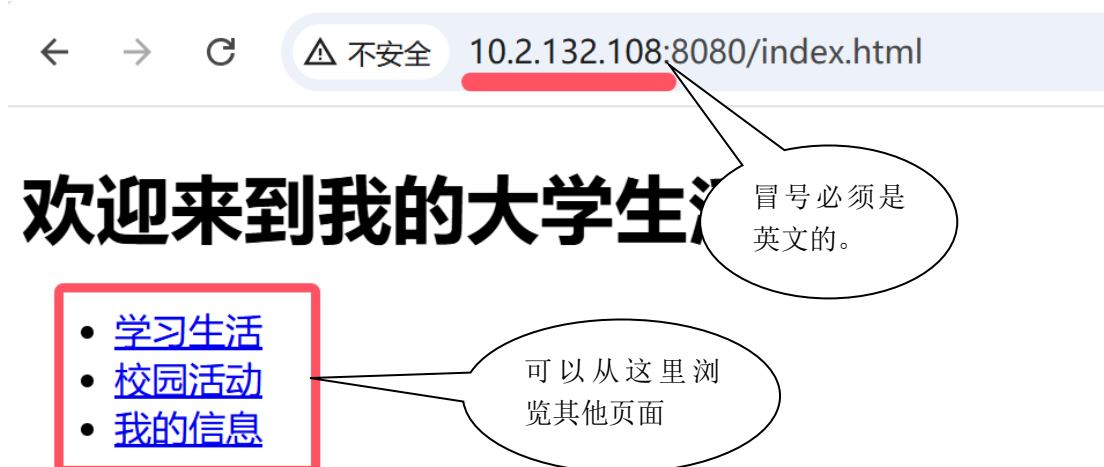 不安全 10.2.132.108:8080/index.html
欢迎来到我的大学生
冒号必须是
英文的。
学习生活
校园活动
我的信息
可以从这里浏
览其他页面